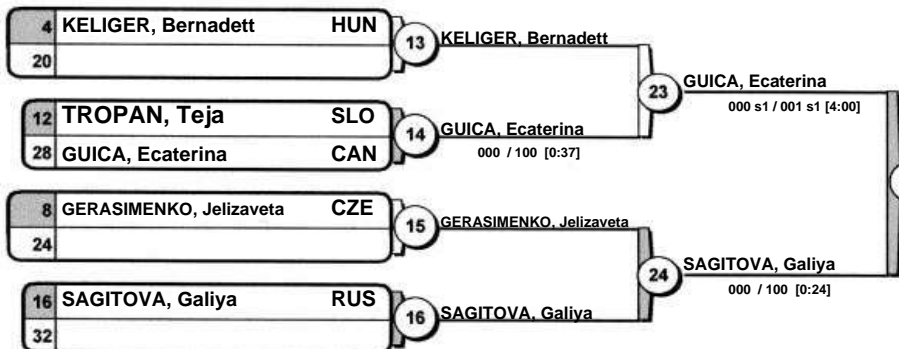 4 KELIGER, Bernadett HUN
20
13
KELIGER, Bernadett
12 TROPAN, Teja SLO
28 GUICA, Ecaterina CAN
14
GUICA, Ecaterina
000 / 100 [0:37]
23
GUICA, Ecaterina
000 s1 / 001 s1 [4:00]
8 GERASIMENKO, Jelizaveta CZE
24
15
GERASIMENKO, Jelizaveta
16 SAGITOVA, Galiya RUS
32
16
SAGITOVA, Galiya
24
SAGITOVA, Galiya
000 / 100 [0:24]